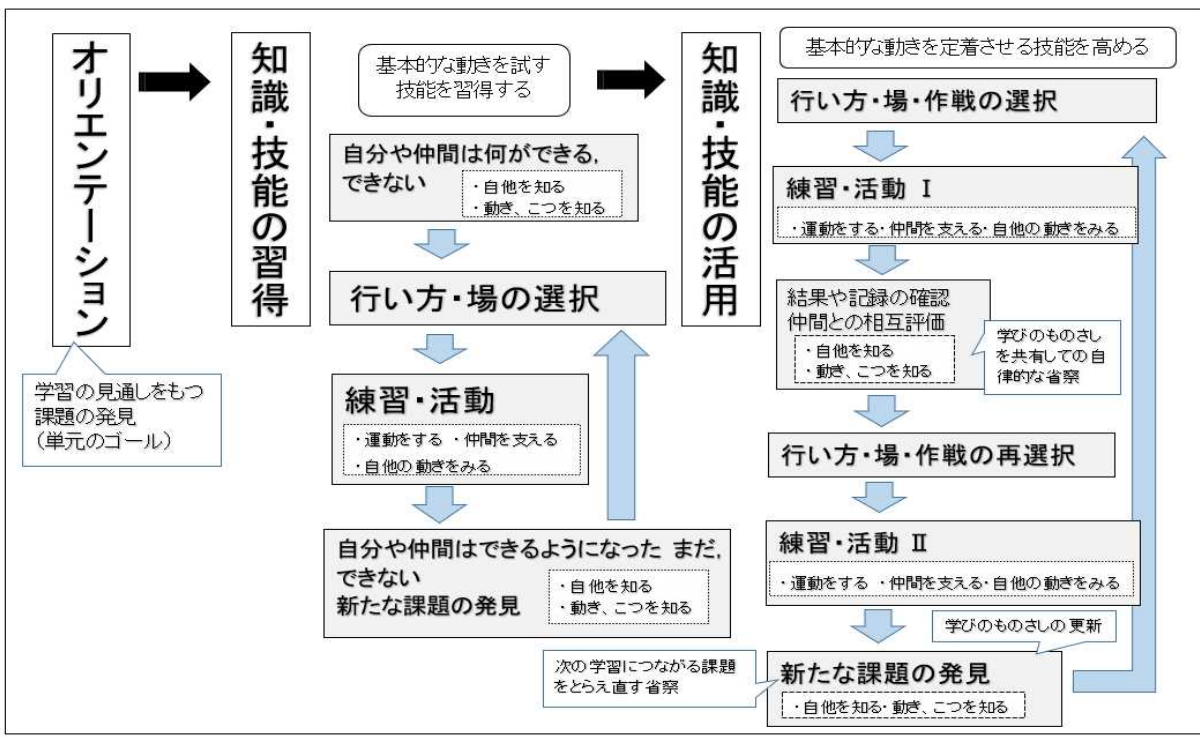 オリエンテーション
学習の見通しをもつ
課題の発見
（単元のゴール）
知識・技能の習得
基本的な動きを試す
技能を習得する
自分や仲間は何ができる，
できない
・自他を知る
・動き、こつを知る
行い方・場の選択
練習・活動
・運動をする ・仲間を支える
・自他の動きをみる
自分や仲間はできるようになった まだ，
できない
新たな課題の発見
・自他を知る
・動き、こつを知る
知識・技能の活用
基本的な動きを定着させる技能を高める
行い方・場・作戦の選択
練習・活動 Ⅰ
・運動をする・仲間を支える・自他の動きをみる
結果や記録の確認
仲間との相互評価
・自他を知る
・動き、こつを知る
学びのものさし
を共有しての自
律的な省察
行い方・場・作戦の再選択
練習・活動 Ⅱ
・運動をする ・仲間を支える・自他の動きをみる
学びのものさしの更新
次の学習につながる課題
をとらえ直す省察
新たな課題の発見
・自他を知る・動き、こつを知る